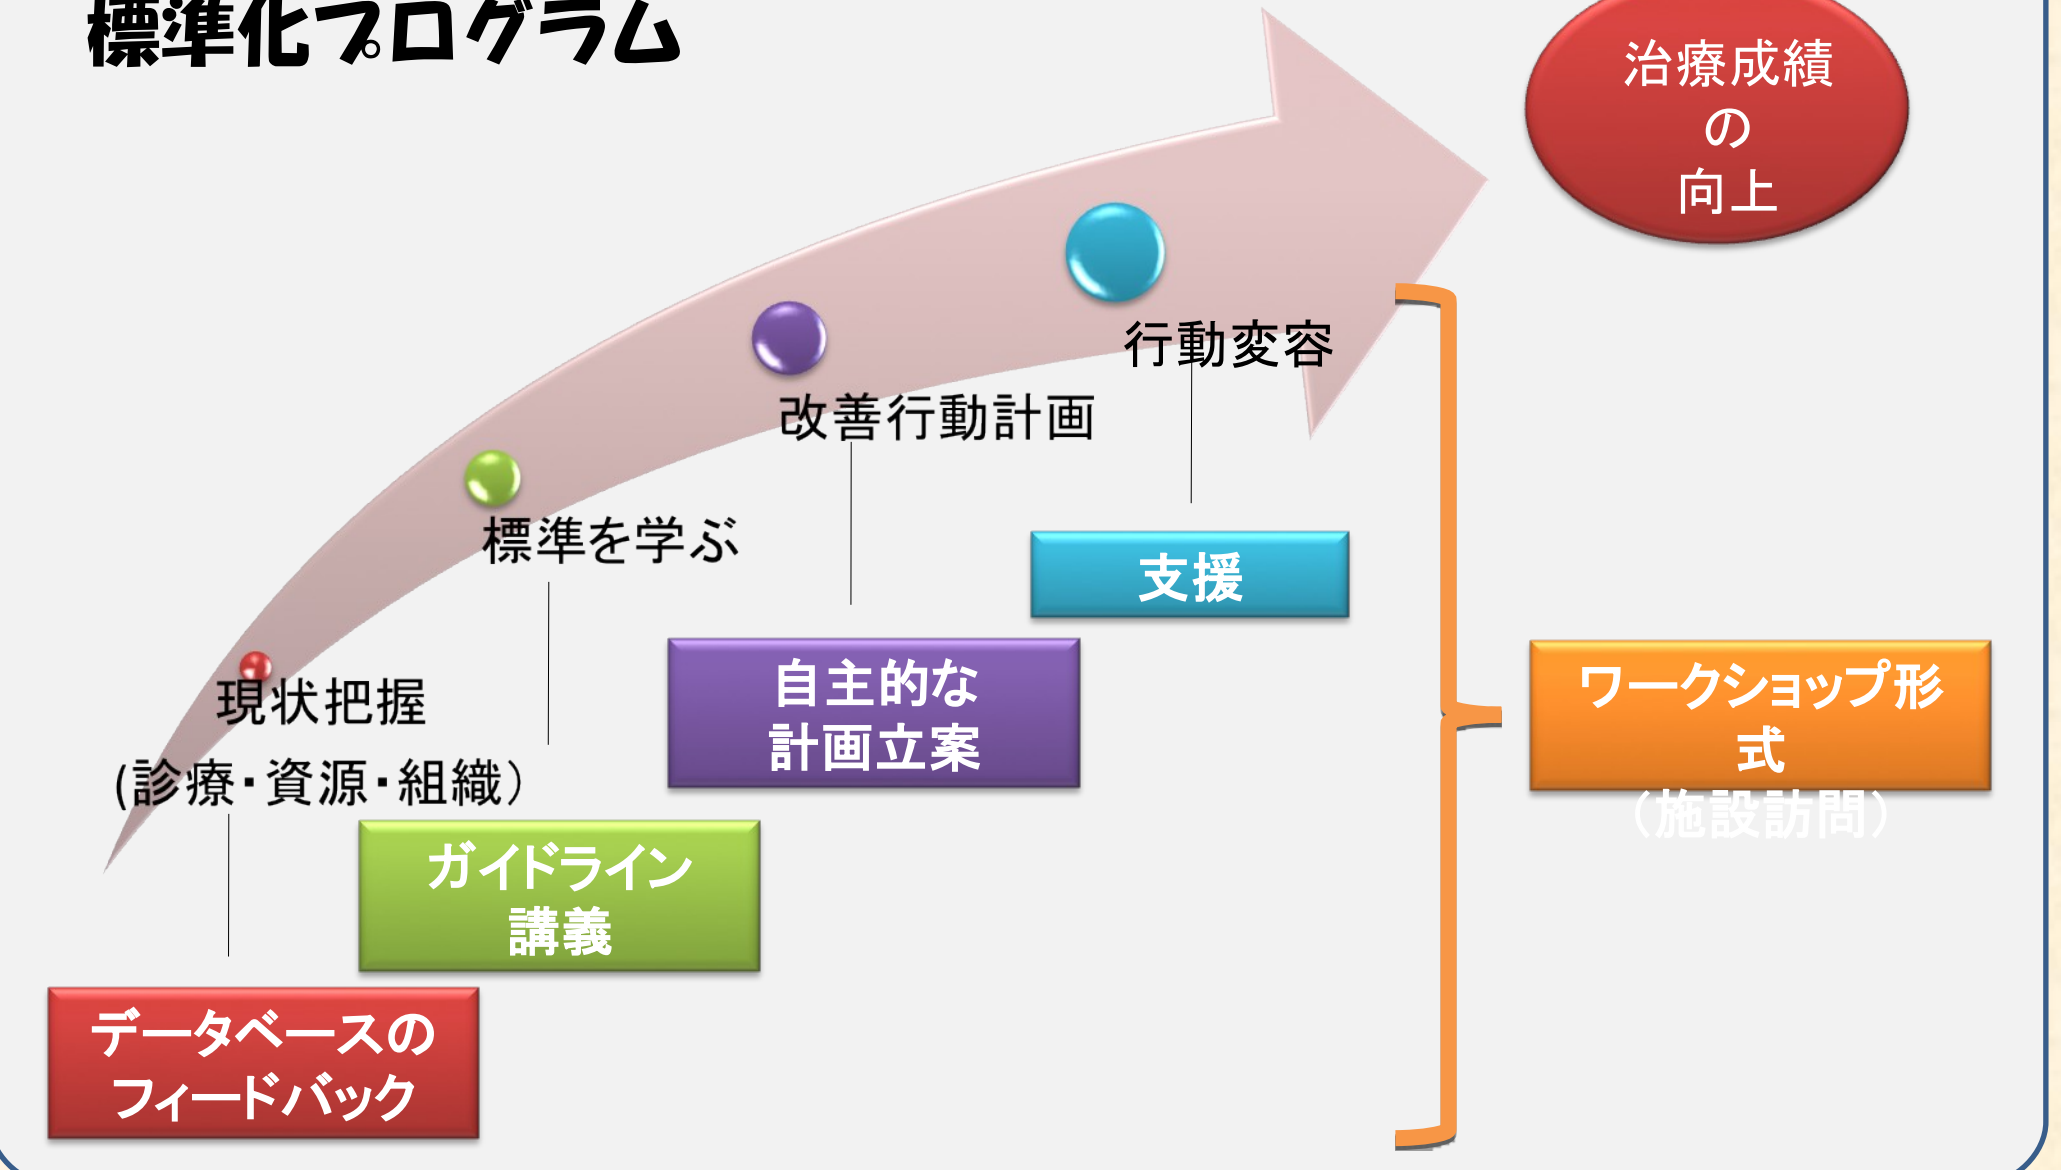 標準化プログラム
治療成績
の
向上
行動変容
改善行動計画
標準を学ぶ
支援
自主的な
計画立案
ワークショップ形
式
（施設訪問）
現状把握
(診療・資源・組織）
ガイドライン
講義
データベースの
フィードバック